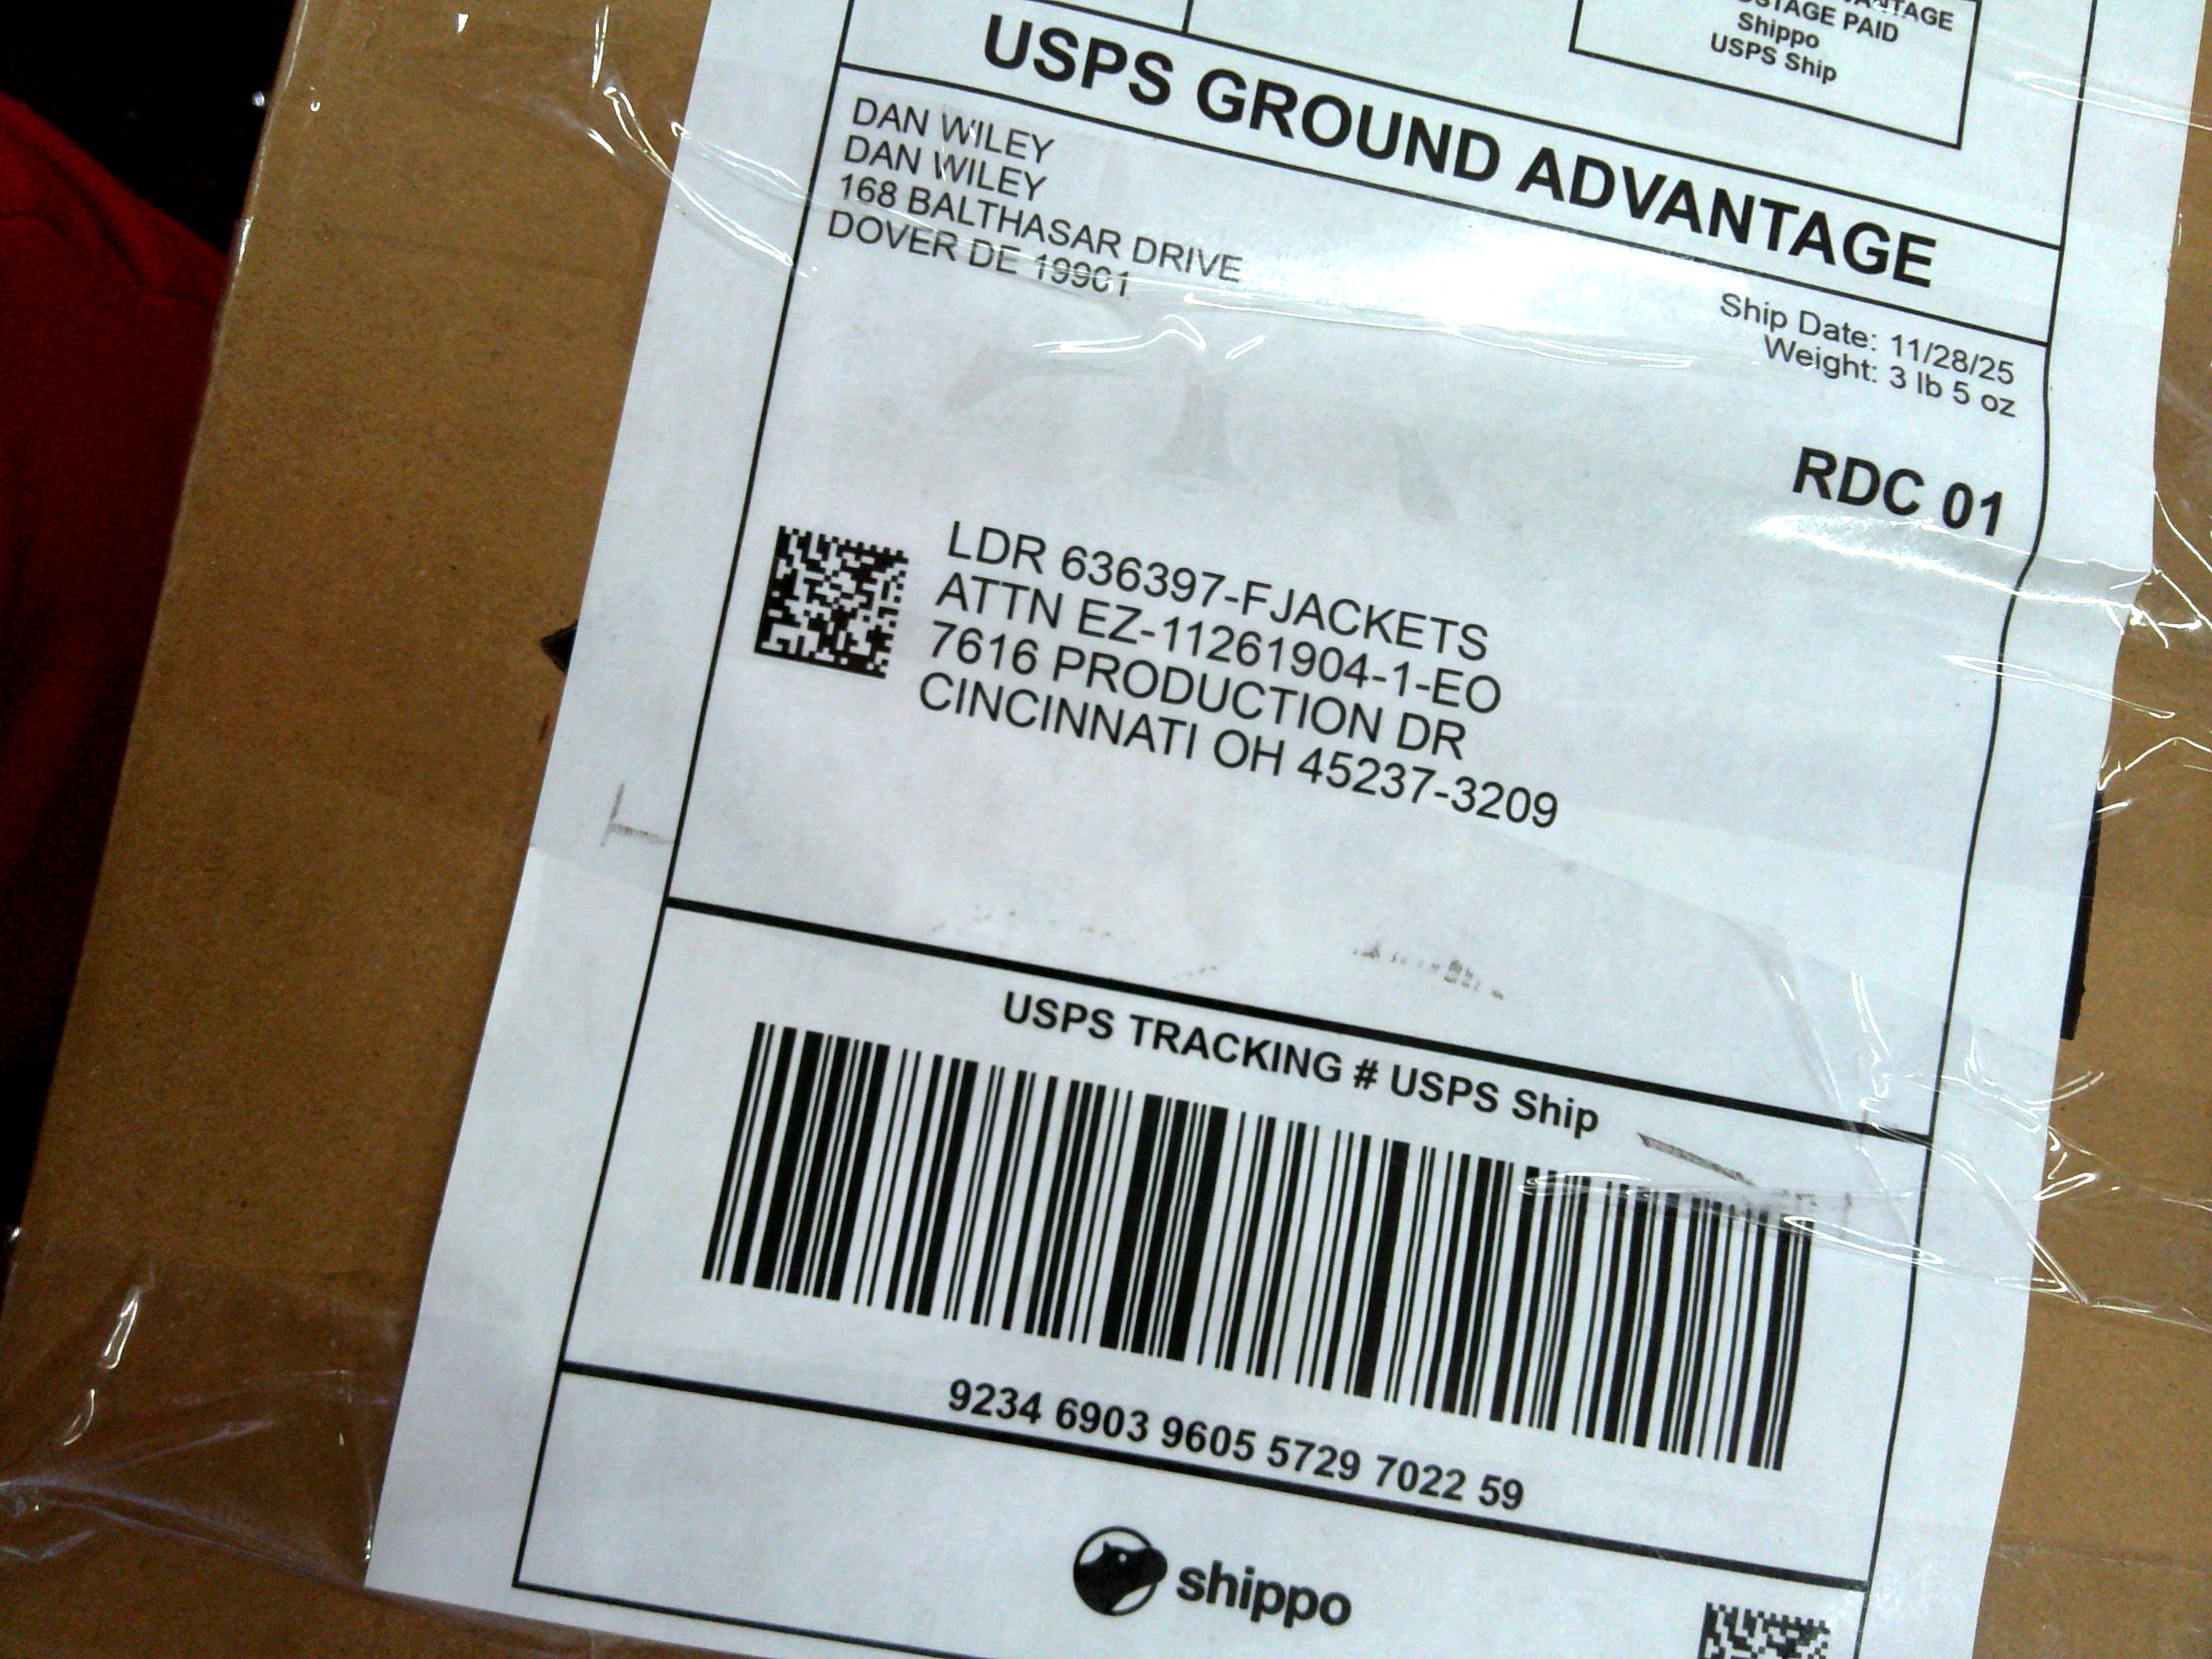 STAGE PAID
Shippo
USPS Ship
USPS GROUND ADVANTAGE
DAN WILEY
DAN WILEY
168 BALTHASAR DRIVE
DOVER DE 19901
Ship Date: 11/28/25
Weight: 3 lb 5 oz
RDC 01
LDR 636397-FJACKETS
ATTN EZ-11261904-1-EO
7616 PRODUCTION DR
CINCINNATI OH 45237-3209
USPS TRACKING # USPS Ship
9234 6903 9605 5729 7022 59
shippo